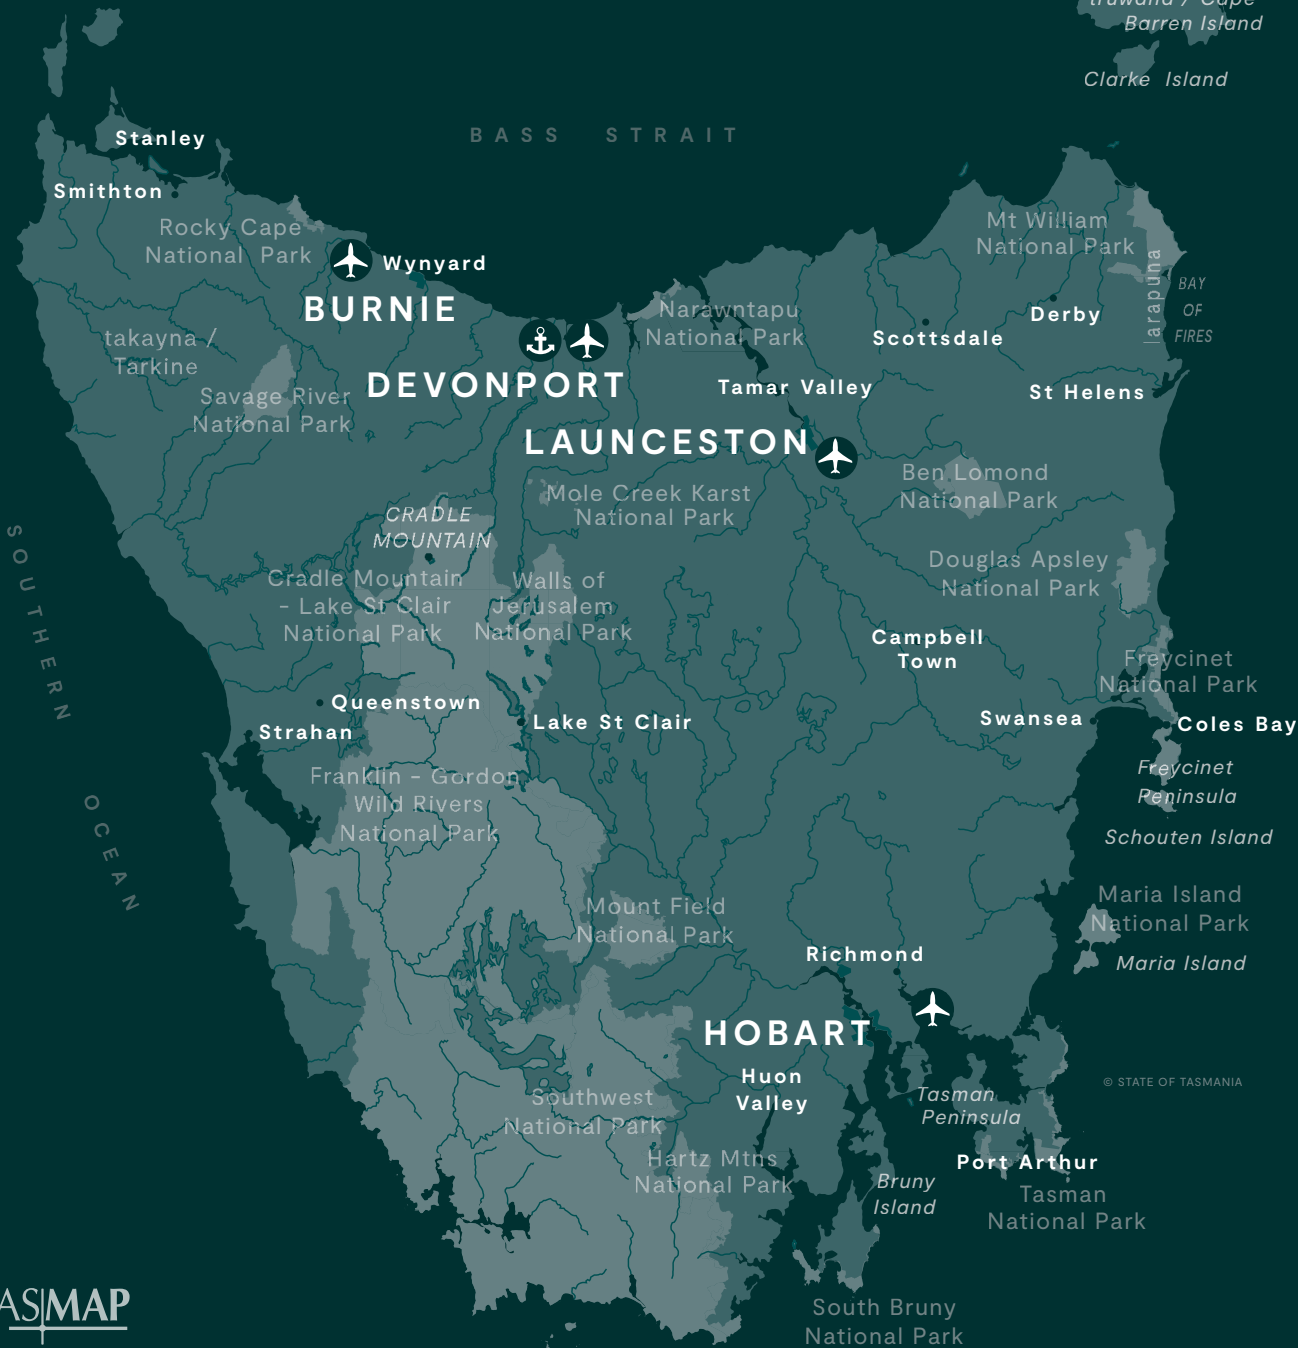 Barren Island
Clarke Island
BASS STRAIT
Stanley
Smithton
Rocky Cape
National Park
Wynyard
BURNIE
Mt William
National Park
larapuna
BAY
OF
FIRES
Derby
Scottsdale
Narawntapu
National Park
takayna /
Tarkine
Savage River
National Park
DEVONPORT
Tamar Valley
St Helens
LAUNCESTON
Ben Lomond
National Park
Mole Creek Karst
National Park
CRADLE
MOUNTAIN
Cradle Mountain
- Lake St Clair
National Park
Walls of
Jerusalem
National Park
Douglas Apsley
National Park
SOUTHERN
OCEAN
Campbell
Town
Freycinet
National Park
Queenstown
Strahan
Lake St Clair
Swansea
Coles Bay
Freycinet
Peninsula
Schouten Island
Franklin - Gordon
Wild Rivers
National Park
Maria Island
National Park
Maria Island
Mount Field
National Park
Richmond
HOBART
Huon
Valley
© STATE OF TASMANIA
Tasman
Peninsula
Southwest
National Park
Hartz Mtns
National Park
Port Arthur
Bruny
Island
Tasman
National Park
South Bruny
National Park
ASMAP